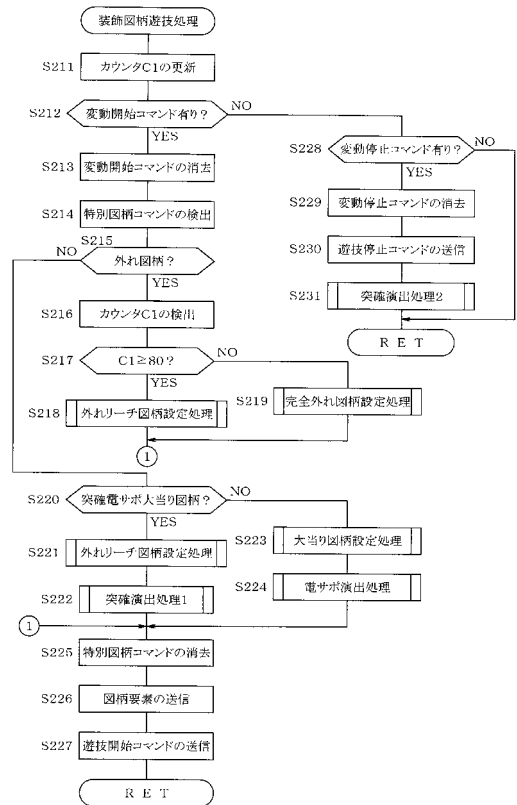 装飾図柄遊技処理
S211 カウンタC1の更新
S212 変動開始コマンド有り？ NO
YES
S213 変動開始コマンドの消去
S214 特別図柄コマンドの検出
S215
NO 外れ図柄？
YES
S216 カウンタC1の検出
S217 C1≧80？ NO
YES
S218 外れリーチ図柄設定処理
S219 完全外れ図柄設定処理
1
S228 変動停止コマンド有り？ NO
YES
S229 変動停止コマンドの消去
S230 遊技停止コマンドの送信
S231 突確演出処理2
RET
S220 突確電サポ大当り図柄？ NO
YES
S221 外れリーチ図柄設定処理
S222 突確演出処理1
S223 大当り図柄設定処理
S224 電サポ演出処理
1
S225 特別図柄コマンドの消去
S226 図柄要素の送信
S227 遊技開始コマンドの送信
RET